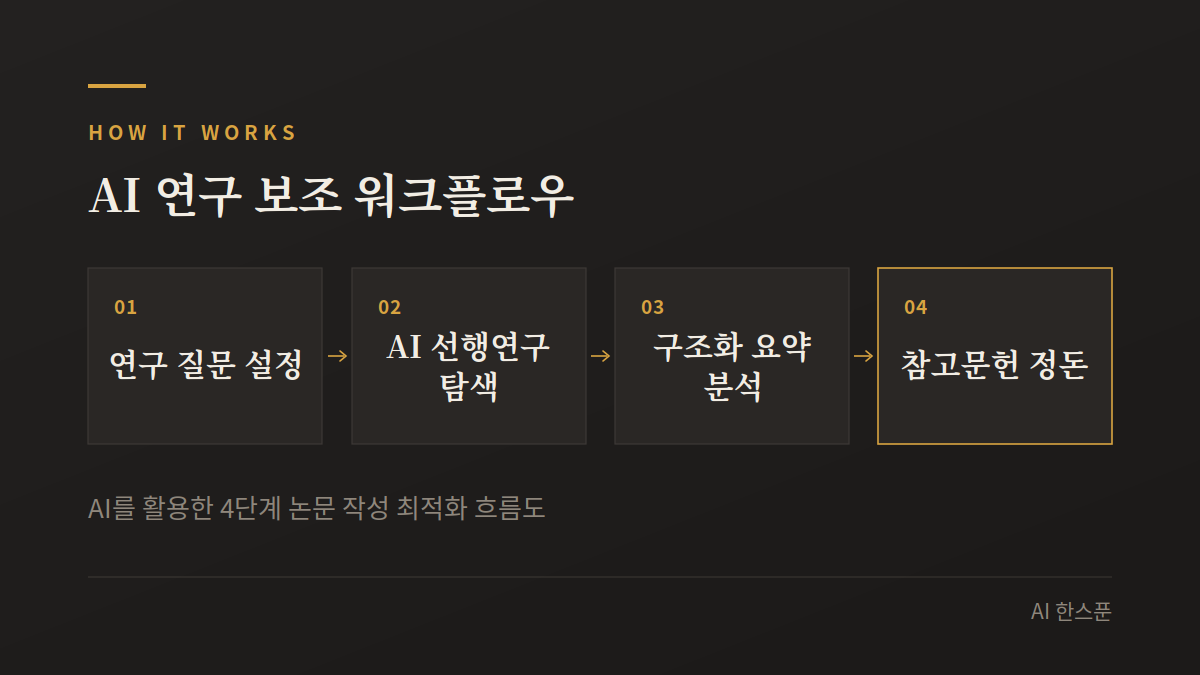 HOW IT WORKS
AI 연구 보조 워크플로우
01
연구 질문 설정
02
AI 선행연구
탐색
03
구조화 요약
분석
04
참고문헌 정돈
AI를 활용한 4단계 논문 작성 최적화 흐름도
AI 한스푼